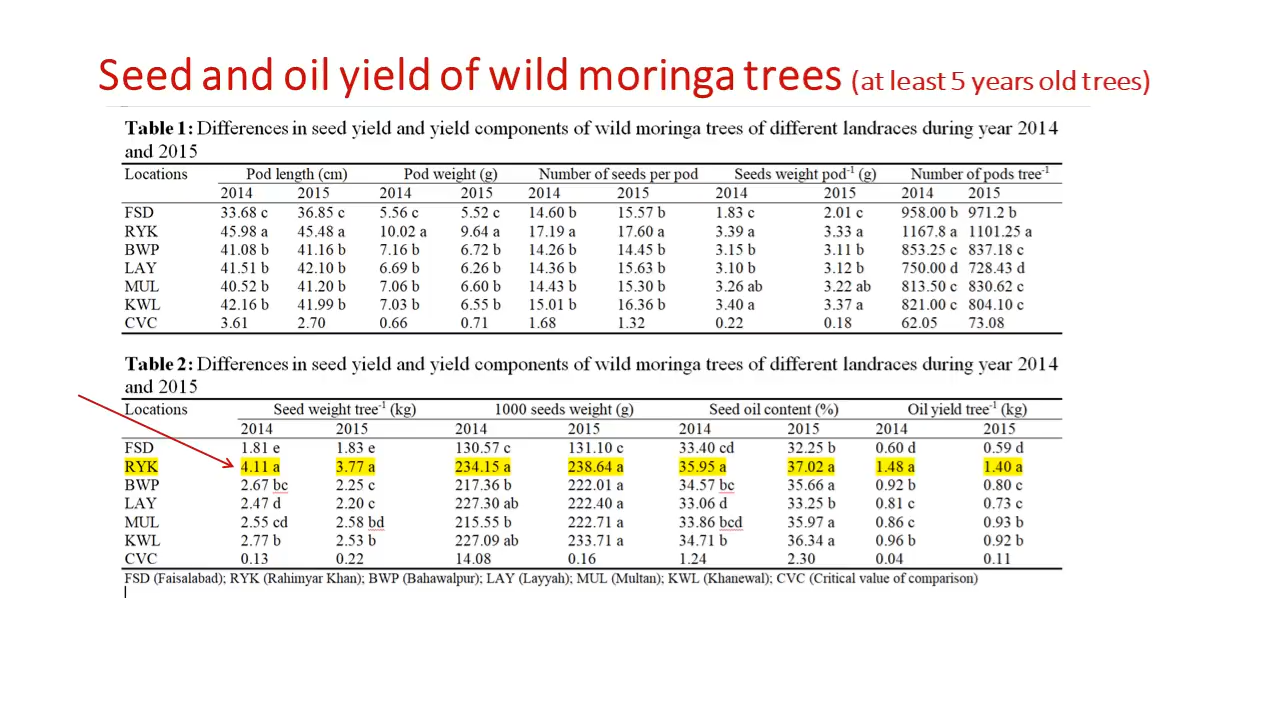 Seed and oil yield of wild moringa trees (at least 5 years old trees)
Table 1: Differences in seed yield and yield components of wild moringa trees of different landraces during year 2014
and 2015
Locations Pod length (cm) Pod weight (g) Number of seeds per pod Seeds weight pod⁻¹ (g) Number of pods tree⁻¹
2014 2015 2014 2015 2014 2015 2014 2015 2014 2015
FSD 33.68 c 36.85 c 5.56 c 5.52 c 14.60 b 15.57 b 1.83 c 2.01 c 958.00 b 971.2 b
RYK 45.98 a 45.48 a 10.02 a 9.64 a 17.19 a 17.60 a 3.39 a 3.33 a 1167.8 a 1101.25 a
BWP 41.08 b 41.16 b 7.16 b 6.72 b 14.26 b 14.45 b 3.15 b 3.11 b 853.25 c 837.18 c
LAY 41.51 b 42.10 b 6.69 b 6.26 b 14.36 b 15.63 b 3.10 b 3.12 b 750.00 d 728.43 d
MUL 40.52 b 41.20 b 7.06 b 6.60 b 14.43 b 15.30 b 3.26 ab 3.22 ab 813.50 c 830.62 c
KWL 42.16 b 41.99 b 7.03 b 6.55 b 15.01 b 16.36 b 3.40 a 3.37 a 821.00 c 804.10 c
CVC 3.61 2.70 0.66 0.71 1.68 1.32 0.22 0.18 62.05 73.08
Table 2: Differences in seed yield and yield components of wild moringa trees of different landraces during year 2014
and 2015
Locations Seed weight tree⁻¹ (kg) 1000 seeds weight (g) Seed oil content (%) Oil yield tree⁻¹ (kg)
2014 2015 2014 2015 2014 2015 2014 2015
FSD 1.81 e 1.83 e 130.57 c 131.10 c 33.40 cd 32.25 b 0.60 d 0.59 d
RYK 4.11 a 3.77 a 234.15 a 238.64 a 35.95 a 37.02 a 1.48 a 1.40 a
BWP 2.67 bc 2.25 c 217.36 b 222.01 a 34.57 bc 35.66 a 0.92 b 0.80 c
LAY 2.47 d 2.20 c 227.30 ab 222.40 a 33.06 d 33.25 b 0.81 c 0.73 c
MUL 2.55 cd 2.58 bd 215.55 b 222.71 a 33.86 bcd 35.97 a 0.86 c 0.93 b
KWL 2.77 b 2.53 b 227.09 ab 233.71 a 34.71 b 36.34 a 0.96 b 0.92 b
CVC 0.13 0.22 14.08 0.16 1.24 2.30 0.04 0.11
FSD (Faisalabad); RYK (Rahimyar Khan); BWP (Bahawalpur); LAY (Layyah); MUL (Multan); KWL (Khanewal); CVC (Critical value of comparison)